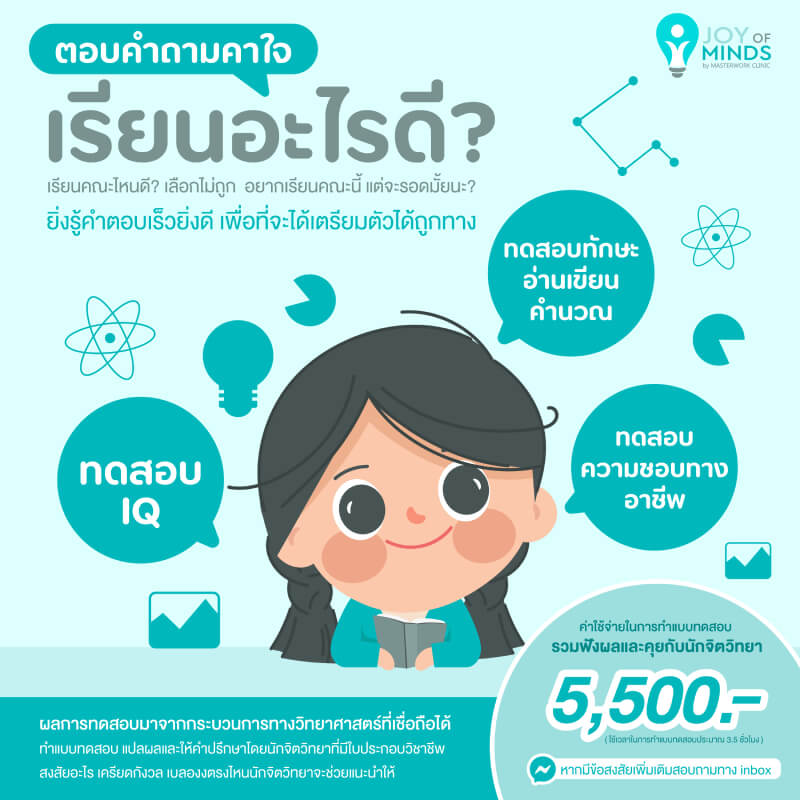 JOY OF
MINDS
by MASTERWORK CLINIC
ตอบคำถามคาใจ
เรียนอะไรดี?
เรียนคณะไหนดี? เลือกไม่ถูก อยากเรียนคณะนี้ แต่จะรอดมั้ยนะ?
ยิ่งรู้คำตอบเร็วยิ่งดี เพื่อที่จะได้เตรียมตัวได้ถูกทาง
ทดสอบทักษะ
อ่านเขียน
คำนวณ
ทดสอบ
IQ
ทดสอบ
ความชอบทาง
อาชีพ
ค่าใช้จ่ายในการทำแบบทดสอบ
รวมฟังผลและคุยกับนักจิตวิทยา
5,500.-
( ใช้เวลาในการทำแบบทดสอบประมาณ 3.5 ชั่วโมง )
หากมีข้อสงสัยเพิ่มเติมสอบถามทาง inbox
ผลการทดสอบมาจากกระบวนการทางวิทยาศาสตร์ที่เชื่อถือได้
ทำแบบทดสอบ แปลผลและให้คำปรึกษาโดยนักจิตวิทยาที่มีใบประกอบวิชาชีพ
สงสัยอะไร เครียดกังวล เบลองงตรงไหนนักจิตวิทยาจะช่วยแนะนำให้